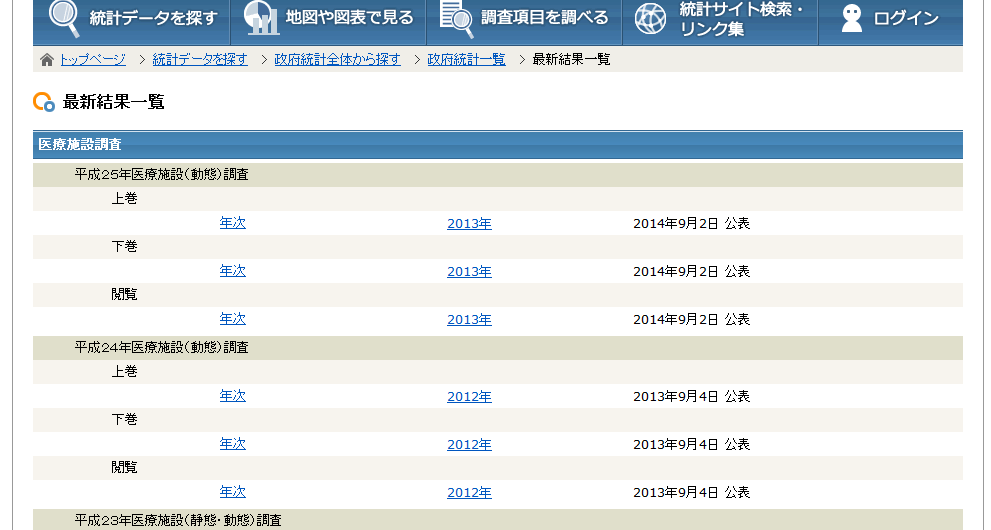 統計データを探す
地図や図表で見る
調査項目を調べる
統計サイト検索・
リンク集
ログイン
トップページ > 統計データを探す > 政府統計全体から探す > 政府統計一覧 > 最新結果一覧
最新結果一覧
医療施設調査
平成25年医療施設(動態)調査
上巻
年次 2013年 2014年9月2日 公表
下巻
年次 2013年 2014年9月2日 公表
閲覧
年次 2013年 2014年9月2日 公表
平成24年医療施設(動態)調査
上巻
年次 2012年 2013年9月4日 公表
下巻
年次 2012年 2013年9月4日 公表
閲覧
年次 2012年 2013年9月4日 公表
平成23年医療施設(静態・動態)調査